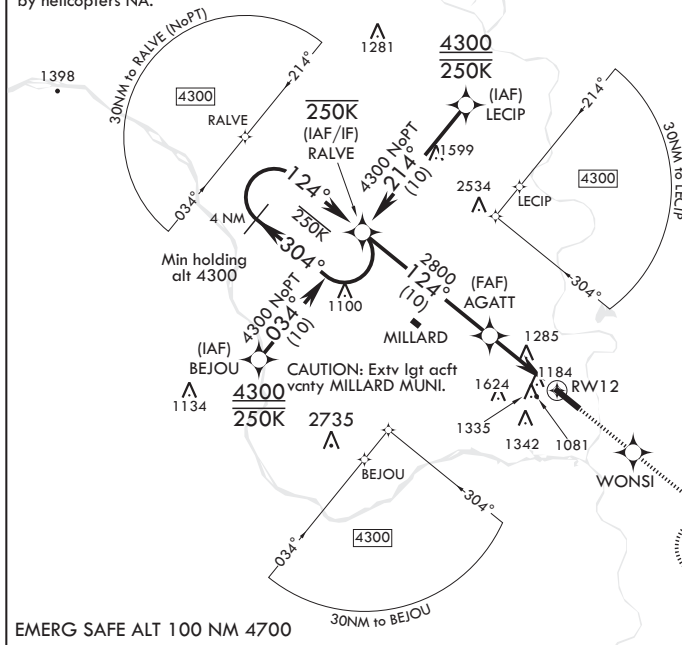 by helicopters NA.
30NM to RALVE (NoPT)
214°
4300
RALVE
034°
1398
1281
4300
250K
(IAF)
LECIP
250K
(IAF/IF)
RALVE
1599
4300 NoPT
214°
(10)
214°
30NM to LECIP
4300
LECIP
2534
304°
124°
4 NM
250K
304°
Min holding
alt 4300
1100
2800
124°
(10)
(FAF)
AGATT
MILLARD
4300 NoPT
034°
(10)
(IAF)
BEJOU
4300
250K
1134
CAUTION: Extv lgt acft
vcnty MILLARD MUNI.
1285
1184
RW12
1624
1335
1342
1081
WONSI
2735
BEJOU
304°
034°
4300
30NM to BEJOU
EMERG SAFE ALT 100 NM 4700